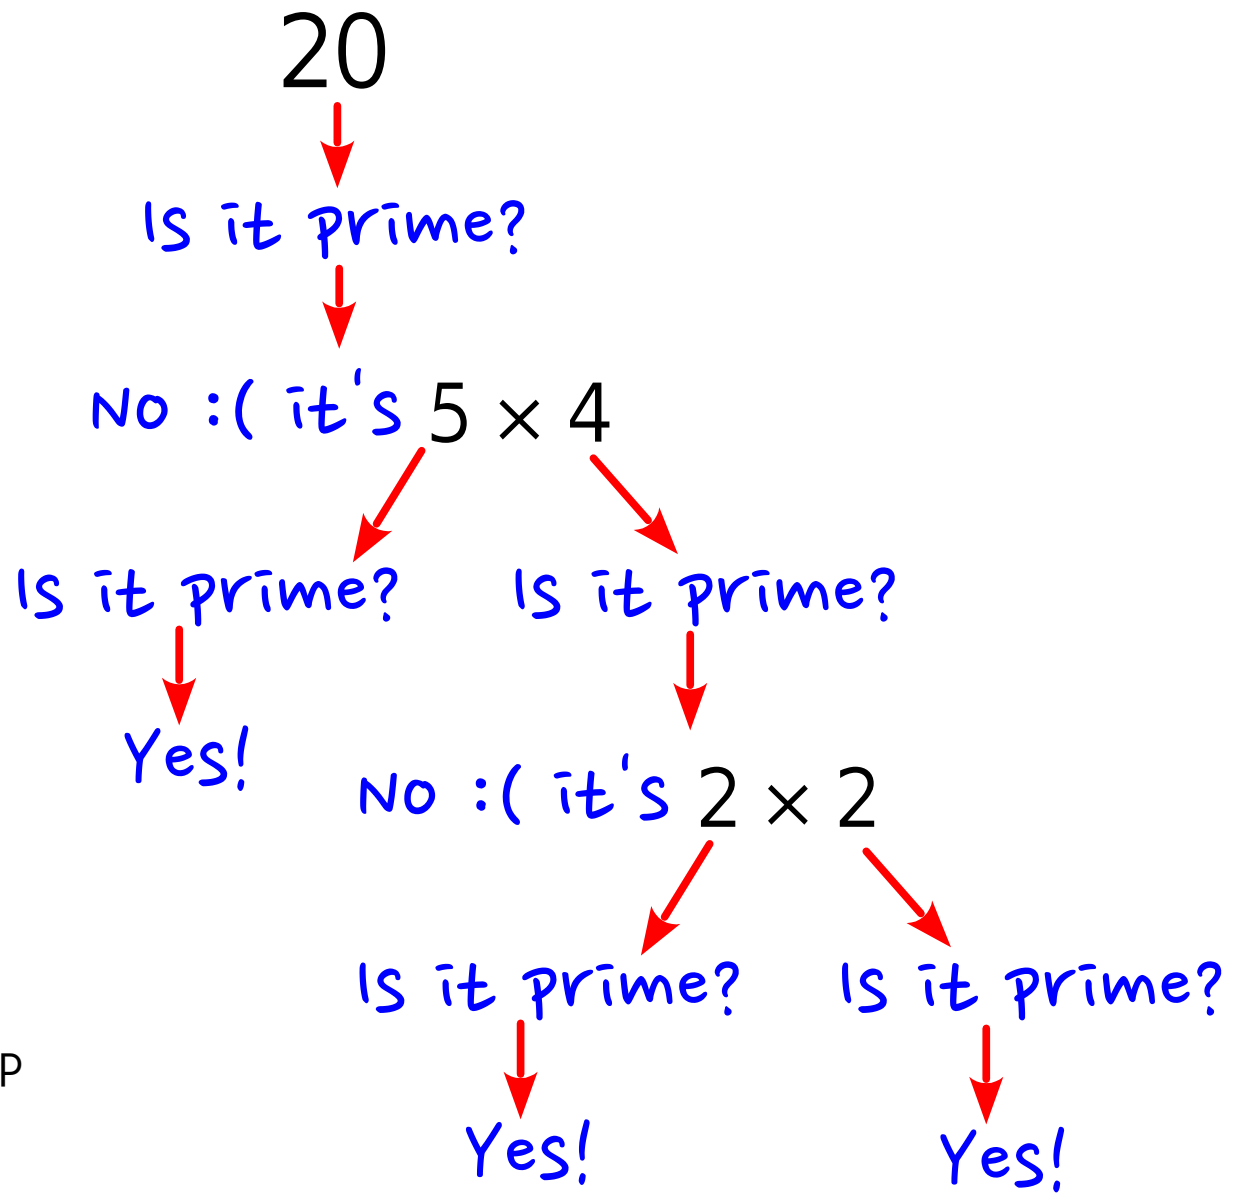 20
Is it prime?
No :( it's 5 × 4
Is it prime? Is it prime?
Yes!
No :( it's 2 × 2
Is it prime? Is it prime?
P
Yes! Yes!